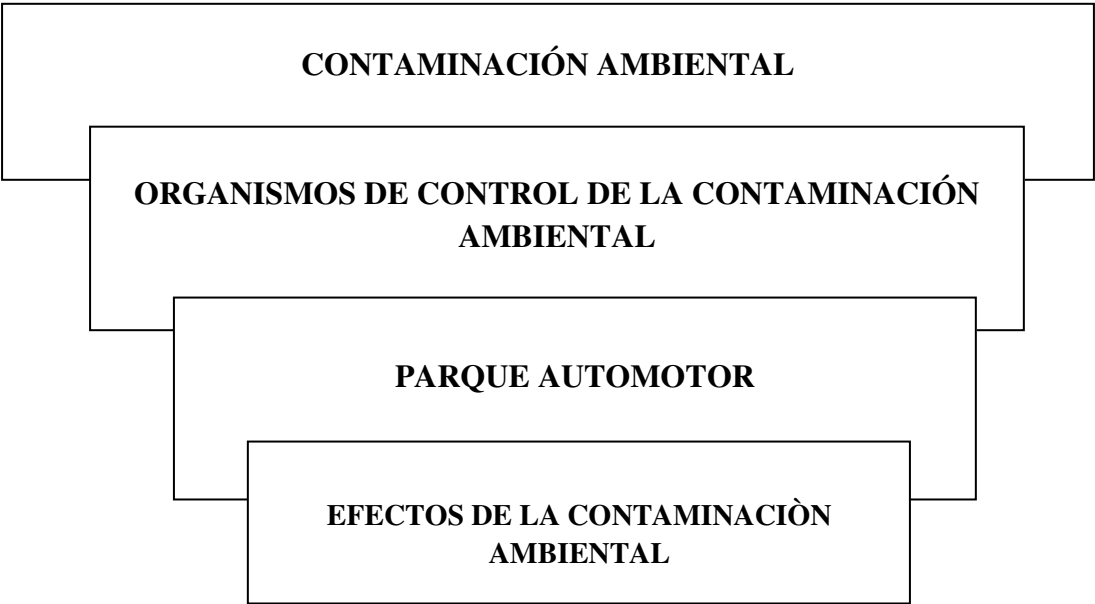 CONTAMINACIÓN AMBIENTAL
ORGANISMOS DE CONTROL DE LA CONTAMINACIÓN
AMBIENTAL
PARQUE AUTOMOTOR
EFECTOS DE LA CONTAMINACIÒN
AMBIENTAL